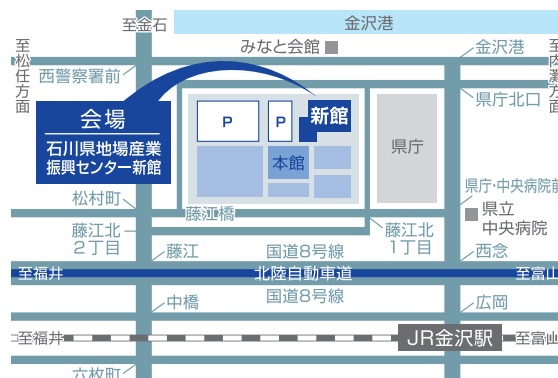 至金石
金沢港
至松任方面
みなと会館
金沢港
至内灘方面
西警察署前
県庁北口
会場
石川県地場産業
振興センター新館
P
P
新館
県庁
本館
松村町
藤江橋
県庁・中央病院前
県立
中央病院
藤江北
2丁目
藤江北
1丁目
藤江
国道8号線
西念
至福井
北陸自動車道
至富山
中橋
国道8号線
広岡
至福井
JR金沢駅
至富山
六枚町